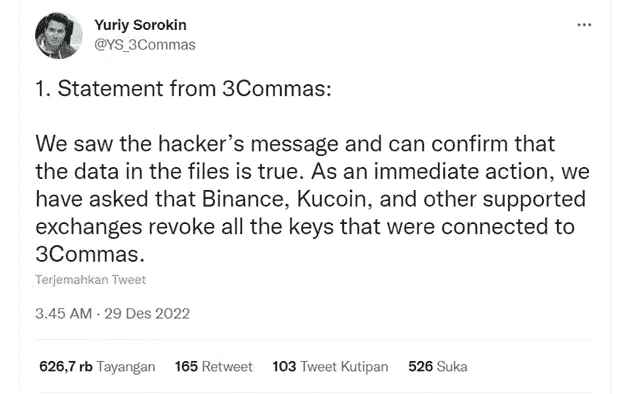 Yuriy Sorokin
@YS_3Commas
...
1. Statement from 3Commas:
We saw the hacker's message and can confirm that
the data in the files is true. As an immediate action, we
have asked that Binance, Kucoin, and other supported
exchanges revoke all the keys that were connected to
3Commas.
Terjemahkan Tweet
3.45 AM · 29 Des 2022
626,7 rb Tayangan 165 Retweet 103 Tweet Kutipan 526 Suka